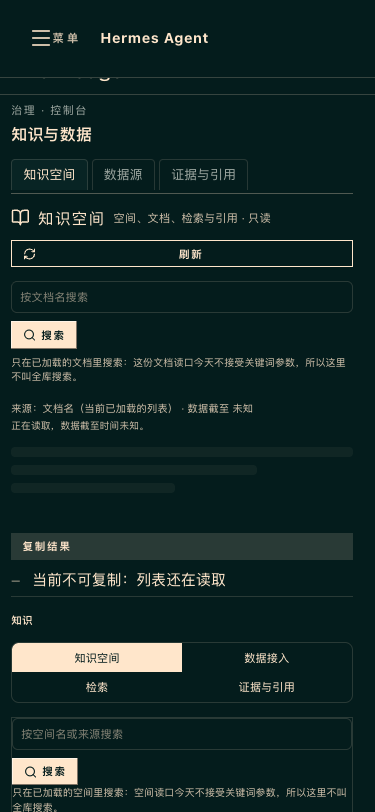 菜单
Hermes Agent
治理 · 控制台
知识与数据
知识空间
数据源
证据与引用
知识空间 空间、文档、检索与引用 · 只读
刷新
按文档名搜索
搜索
只在已加载的文档里搜索：这份文档读口今天不接受关键词参数，所以这里
不叫全库搜索。
来源：文档名（当前已加载的列表） · 数据截至 未知
正在读取，数据截至时间未知。
复制结果
— 当前不可复制：列表还在读取
知识
知识空间
数据接入
检索
证据与引用
按空间名或来源搜索
搜索
只在已加载的空间里搜索：空间读口今天不接受关键词参数，所以这里不叫
全库搜索。